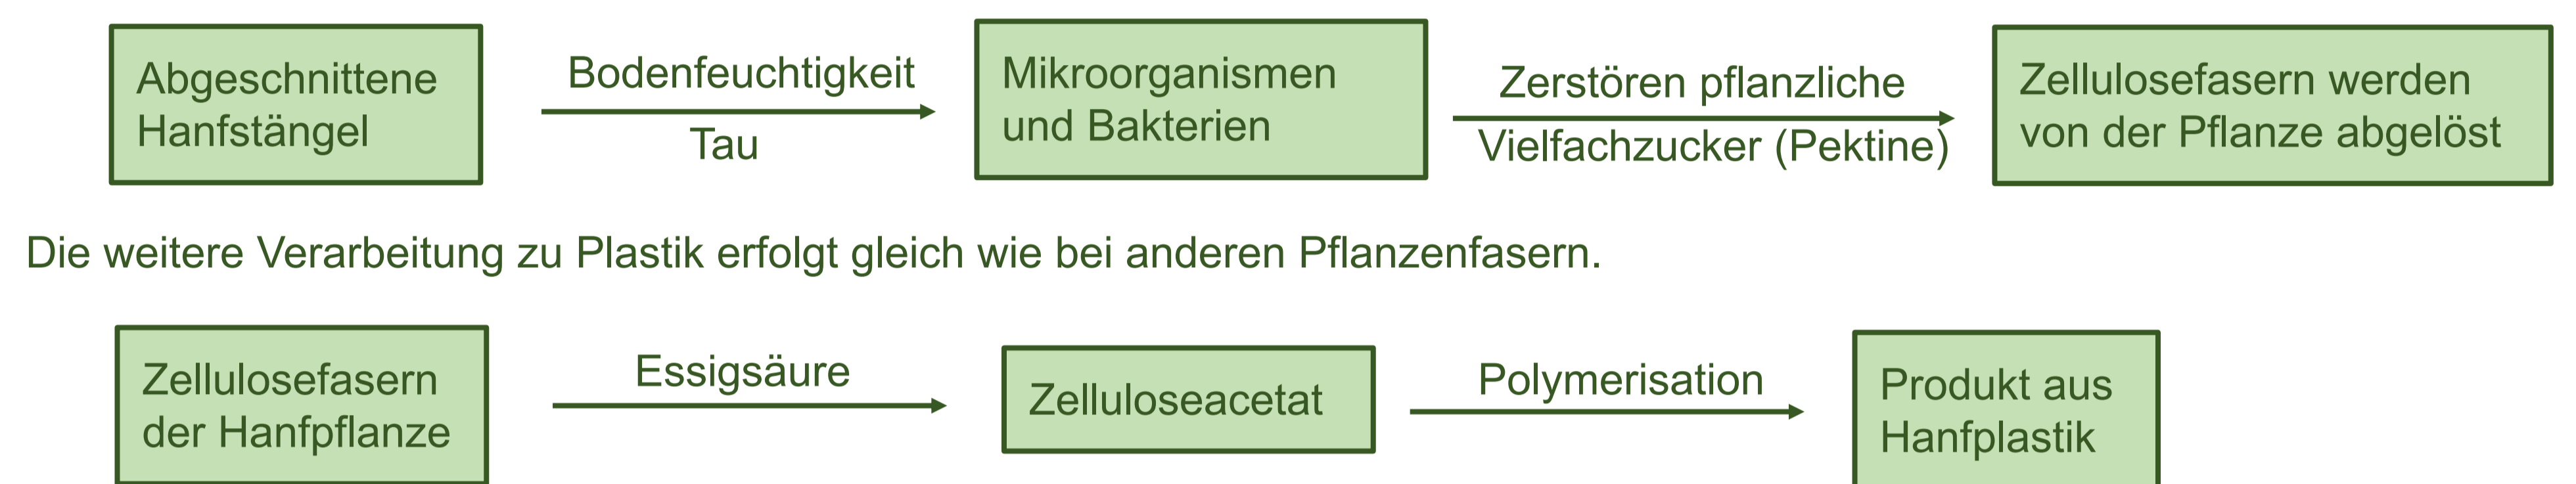 Abgeschnittene
Hanfstängel
Bodenfeuchtigkeit
Tau
Mikroorganismen
und Bakterien
Zerstören pflanzliche
Vielfachzucker (Pektine)
Zellulosefasern werden
von der Pflanze abgelöst
Die weitere Verarbeitung zu Plastik erfolgt gleich wie bei anderen Pflanzenfasern.
Zellulosefasern
der Hanfpflanze
Essigsäure
Zelluloseacetat
Polymerisation
Produkt aus
Hanfplastik